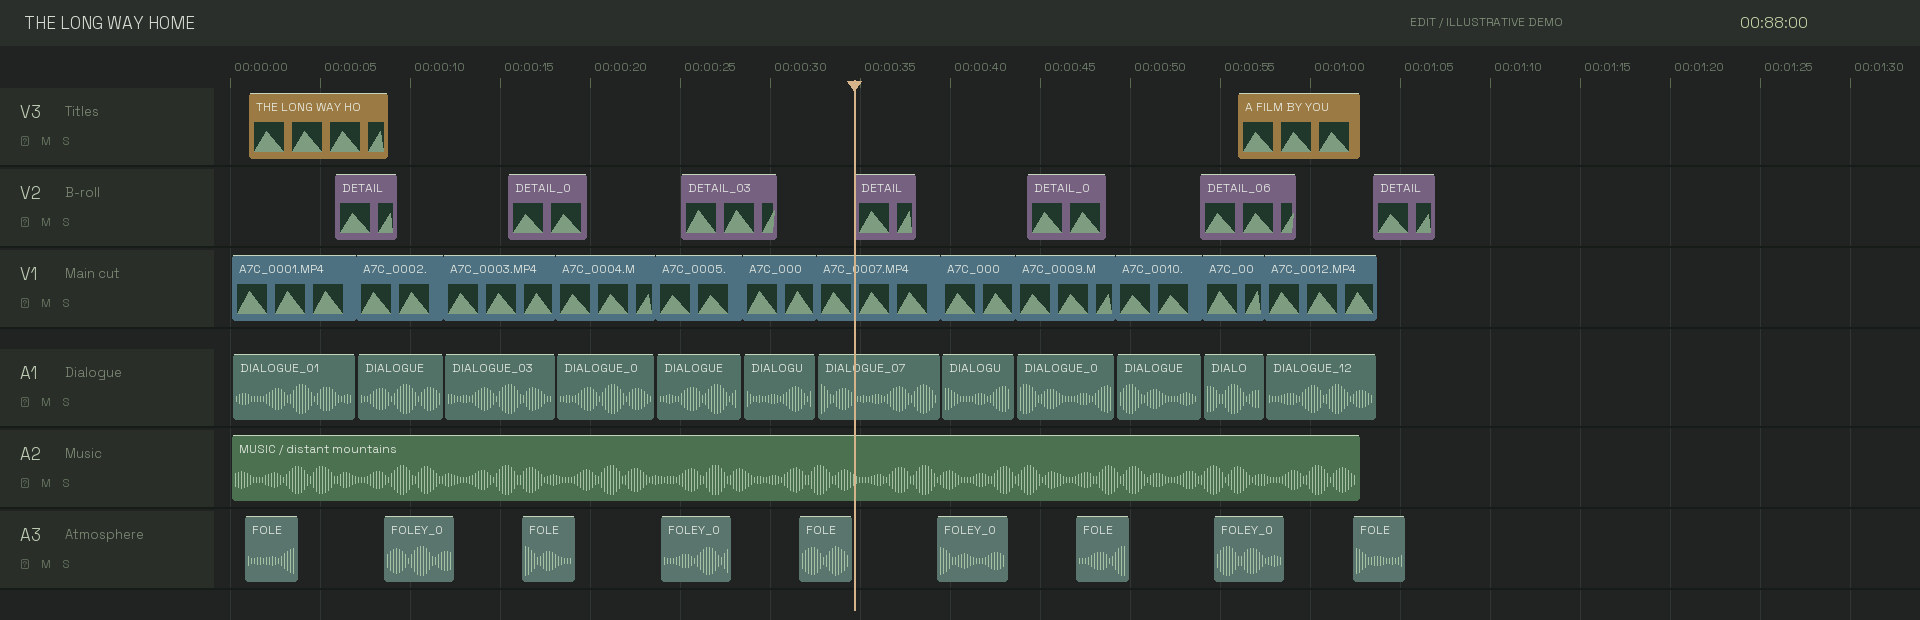 THE LONG WAY HOME
EDIT / ILLUSTRATIVE DEMO
00:88:00
00:00:00 00:00:05 00:00:10 00:00:15 00:00:20 00:00:25 00:00:30 00:00:35 00:00:40 00:00:45 00:00:50 00:00:55 00:01:00 00:01:05 00:01:10 00:01:15 00:01:20 00:01:25 00:01:30
V3 Titles
M S
THE LONG WAY HO
A FILM BY YOU
V2 B-roll
M S
DETAIL DETAIL_0 DETAIL_03 DETAIL DETAIL_0 DETAIL_06 DETAIL
V1 Main cut
M S
A7C_0001.MP4 A7C_0002. A7C_0003.MP4 A7C_0004.M A7C_0005. A7C_000 A7C_0007.MP4 A7C_000 A7C_0009.M A7C_0010. A7C_00 A7C_0012.MP4
A1 Dialogue
M S
DIALOGUE_01 DIALOGUE DIALOGUE_03 DIALOGUE_0 DIALOGUE DIALOGU DIALOGUE_07 DIALOGU DIALOGUE_0 DIALOGUE DIALO DIALOGUE_12
A2 Music
M S
MUSIC / distant mountains
A3 Atmosphere
M S
FOLE FOLEY_0 FOLE FOLEY_0 FOLE FOLEY_0 FOLE FOLEY_0 FOLE